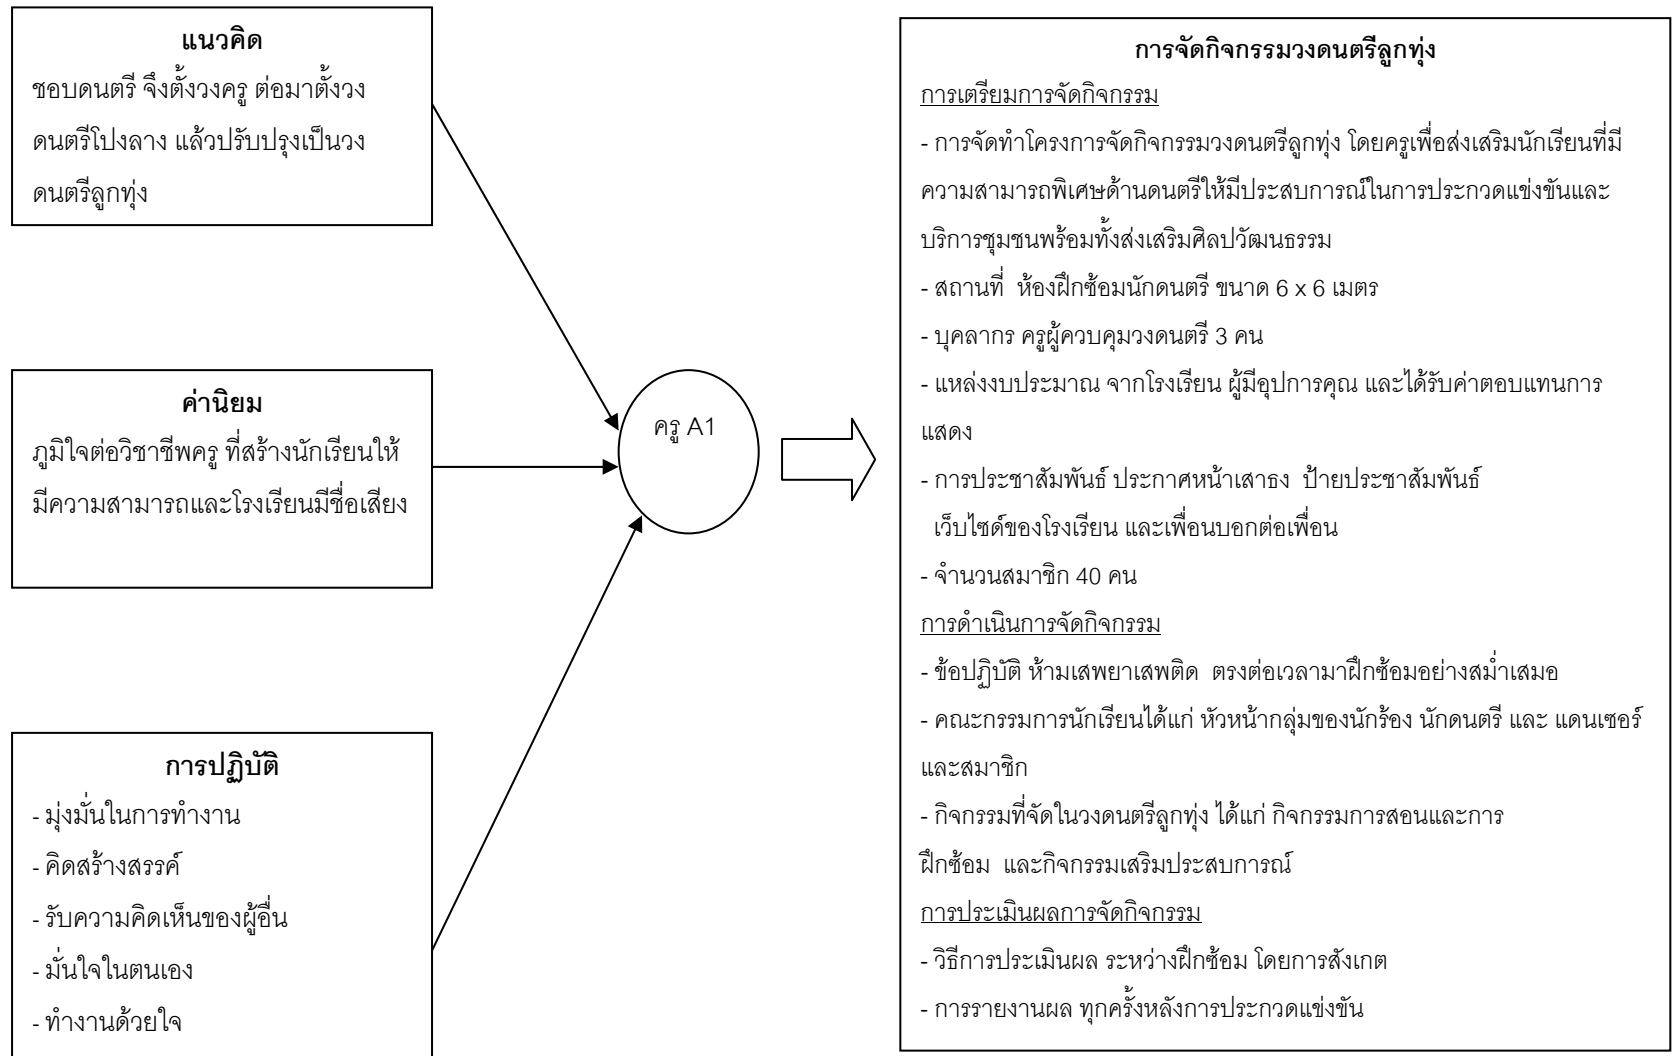 แนวคิด
ชอบดนตรี จึงตั้งวงครู ต่อมาตั้งวง
ดนตรีโปงลาง แล้วปรับปรุงเป็นวง
ดนตรีลูกทุ่ง
ค่านิยม
ภูมิใจต่อวิชาชีพครู ที่สร้างนักเรียนให้
มีความสามารถและโรงเรียนมีชื่อเสียง
การปฏิบัติ
- มุ่งมั่นในการทำงาน
- คิดสร้างสรรค์
- รับความคิดเห็นของผู้อื่น
- มั่นใจในตนเอง
- ทำงานด้วยใจ
ครู A1
การจัดกิจกรรมวงดนตรีลูกทุ่ง
การเตรียมการจัดกิจกรรม
- การจัดทำโครงการจัดกิจกรรมวงดนตรีลูกทุ่ง โดยครูเพื่อส่งเสริมนักเรียนที่มี
ความสามารถพิเศษด้านดนตรีให้มีประสบการณ์ในการประกวดแข่งขันและ
บริการชุมชนพร้อมทั้งส่งเสริมศิลปวัฒนธรรม
- สถานที่ ห้องฝึกซ้อมนักดนตรี ขนาด 6 x 6 เมตร
- บุคลากร ครูผู้ควบคุมวงดนตรี 3 คน
- แหล่งงบประมาณ จากโรงเรียน ผู้มีอุปการคุณ และได้รับค่าตอบแทนการ
แสดง
- การประชาสัมพันธ์ ประกาศหน้าเสาธง ป้ายประชาสัมพันธ์
เว็บไซด์ของโรงเรียน และเพื่อนบอกต่อเพื่อน
- จำนวนสมาชิก 40 คน
การดำเนินการจัดกิจกรรม
- ข้อปฏิบัติ ห้ามเสพยาเสพติด ตรงต่อเวลามาฝึกซ้อมอย่างสม่ำเสมอ
- คณะกรรมการนักเรียนได้แก่ หัวหน้ากลุ่มของนักร้อง นักดนตรี และ แดนเซอร์
และสมาชิก
- กิจกรรมที่จัดในวงดนตรีลูกทุ่ง ได้แก่ กิจกรรมการสอนและการ
ฝึกซ้อม และกิจกรรมเสริมประสบการณ์
การประเมินผลการจัดกิจกรรม
- วิธีการประเมินผล ระหว่างฝึกซ้อม โดยการสังเกต
- การรายงานผล ทุกครั้งหลังการประกวดแข่งขัน